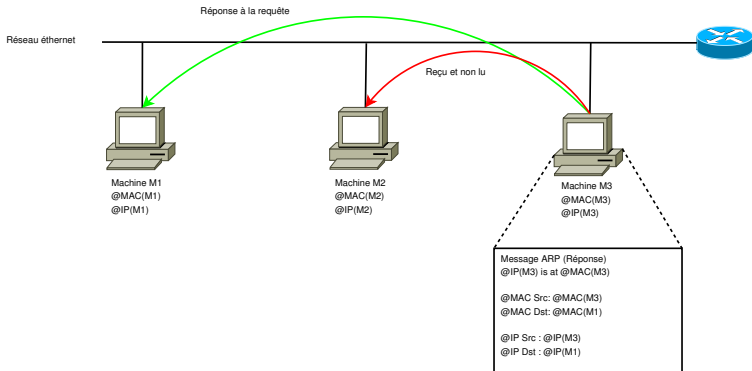 Réponse à la requête
Réseau éthernet
Reçu et non lu
Machine M1
@MAC(M1)
@IP(M1)
Machine M2
@MAC(M2)
@IP(M2)
Machine M3
@MAC(M3)
@IP(M3)
Message ARP (Réponse)
@IP(M3) is at @MAC(M3)
@MAC Src: @MAC(M3)
@MAC Dst: @MAC(M1)
@IP Src : @IP(M3)
@IP Dst : @IP(M1)